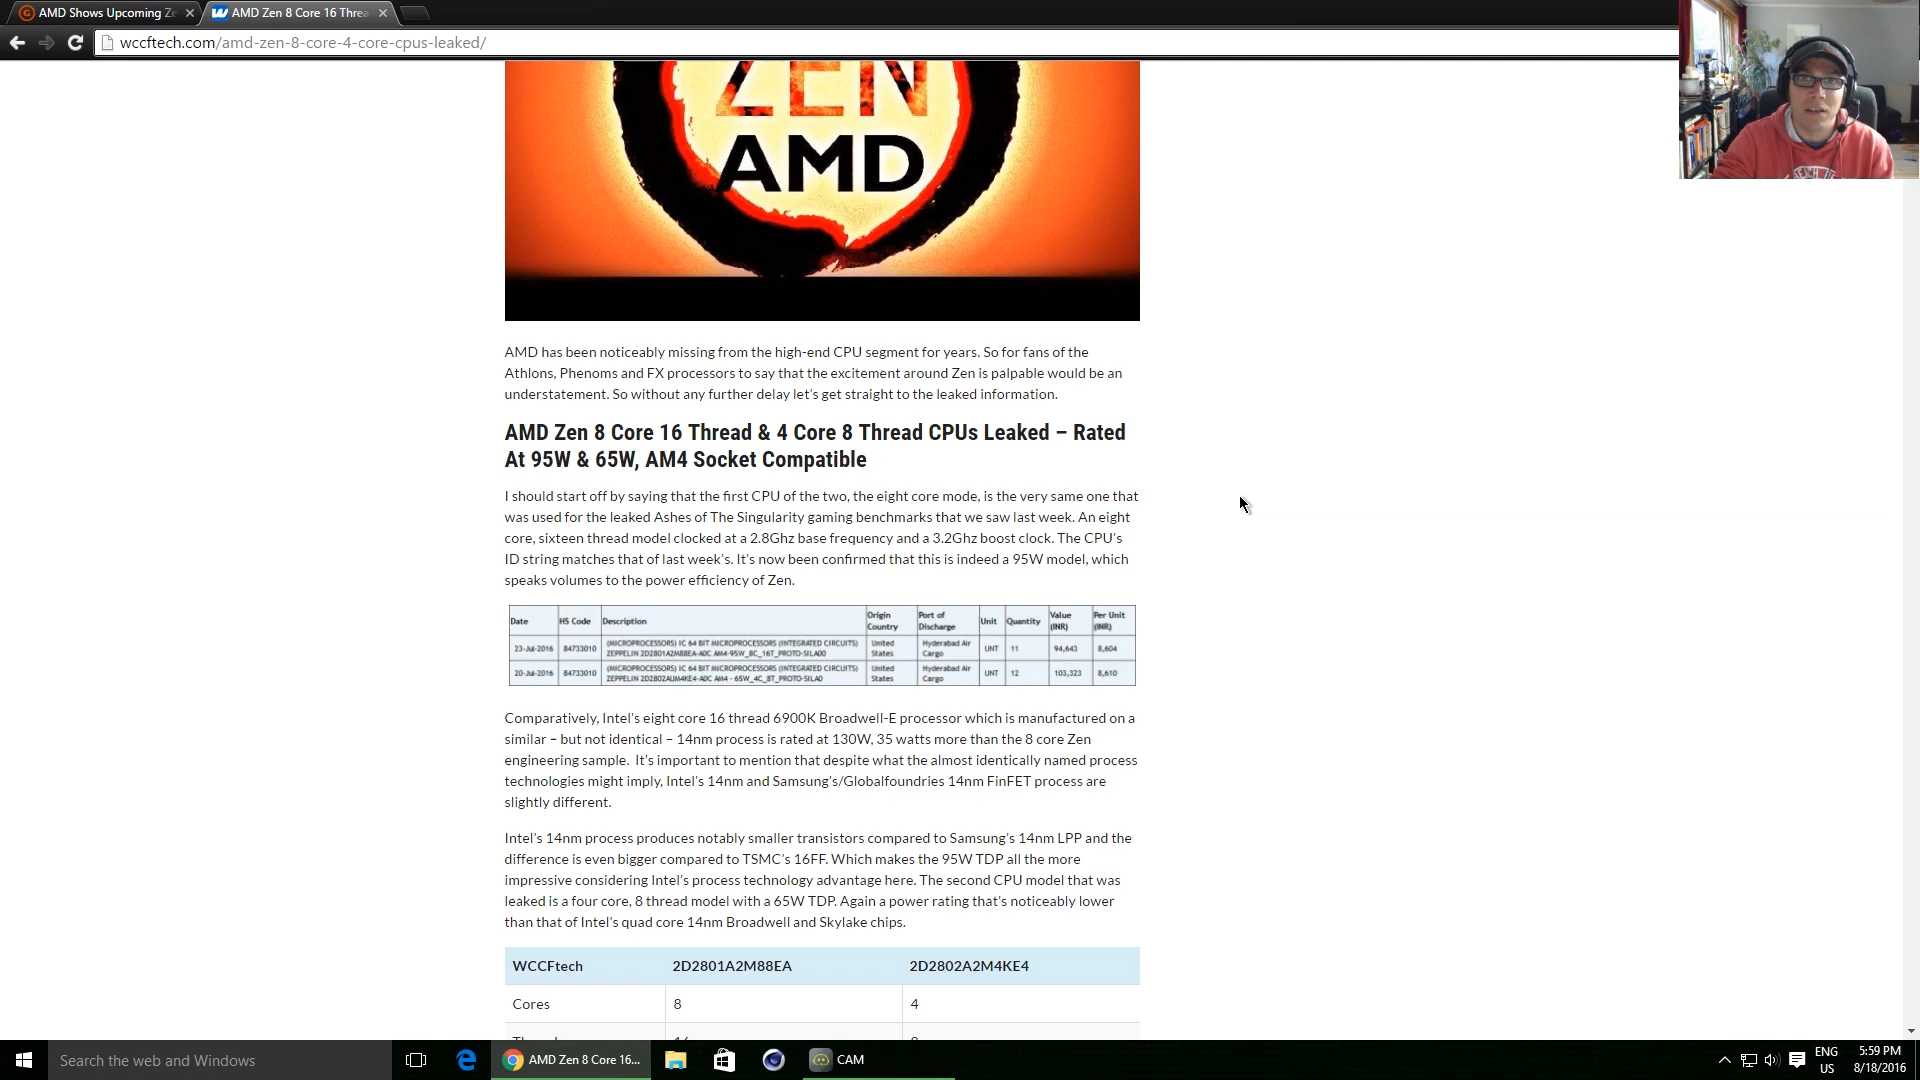 AMD Shows Upcoming Ze
AMD Zen 8 Core 16 Threa
wccftech.com/amd-zen-8-core-4-core-cpus-leaked/
ZEN
AMD
AMD has been noticeably missing from the high-end CPU segment for years. So for fans of the
Athlons, Phenoms and FX processors to say that the excitement around Zen is palpable would be an
understatement. So without any further delay let's get straight to the leaked information.
AMD Zen 8 Core 16 Thread & 4 Core 8 Thread CPUs Leaked – Rated
At 95W & 65W, AM4 Socket Compatible
I should start off by saying that the first CPU of the two, the eight core mode, is the very same one that
was used for the leaked Ashes of The Singularity gaming benchmarks that we saw last week. An eight
core, sixteen thread model clocked at a 2.8Ghz base frequency and a 3.2Ghz boost clock. The CPU's
ID string matches that of last week's. It's now been confirmed that this is indeed a 95W model, which
speaks volumes to the power efficiency of Zen.
Date HS Code Description Origin Country Port of Discharge Unit Quantity Value (INR) Per Unit (INR)
23-Jul-2016 84733010 (MICROPROCESSORS) IC 64 BIT MICROPROCESSORS (INTEGRATED CIRCUITS) United States Hyderabad Air Cargo UNT 11 94,643 8,604
ZEPPELIN 2D2801A2M88EA-ADC AM4-95W_8C_16T_PROTO-SILA00
20-Jul-2016 84733010 (MICROPROCESSORS) IC 64 BIT MICROPROCESSORS (INTEGRATED CIRCUITS) United States Hyderabad Air Cargo UNT 12 103,323 8,610
ZEPPELIN 2D2802AUM4KE4-ADC AM4 - 65W_4C_8T_PROTO-SILA0
Comparatively, Intel's eight core 16 thread 6900K Broadwell-E processor which is manufactured on a
similar – but not identical – 14nm process is rated at 130W, 35 watts more than the 8 core Zen
engineering sample. It's important to mention that despite what the almost identically named process
technologies might imply, Intel's 14nm and Samsung's/Globalfoundries 14nm FinFET process are
slightly different.
Intel's 14nm process produces notably smaller transistors compared to Samsung's 14nm LPP and the
difference is even bigger compared to TSMC's 16FF. Which makes the 95W TDP all the more
impressive considering Intel's process technology advantage here. The second CPU model that was
leaked is a four core, 8 thread model with a 65W TDP. Again a power rating that's noticeably lower
than that of Intel's quad core 14nm Broadwell and Skylake chips.
WCCFtech 2D2801A2M88EA 2D2802A2M4KE4
Cores 8 4
Search the web and Windows
AMD Zen 8 Core 16...
CAM
ENG
US
5:59 PM
8/18/2016